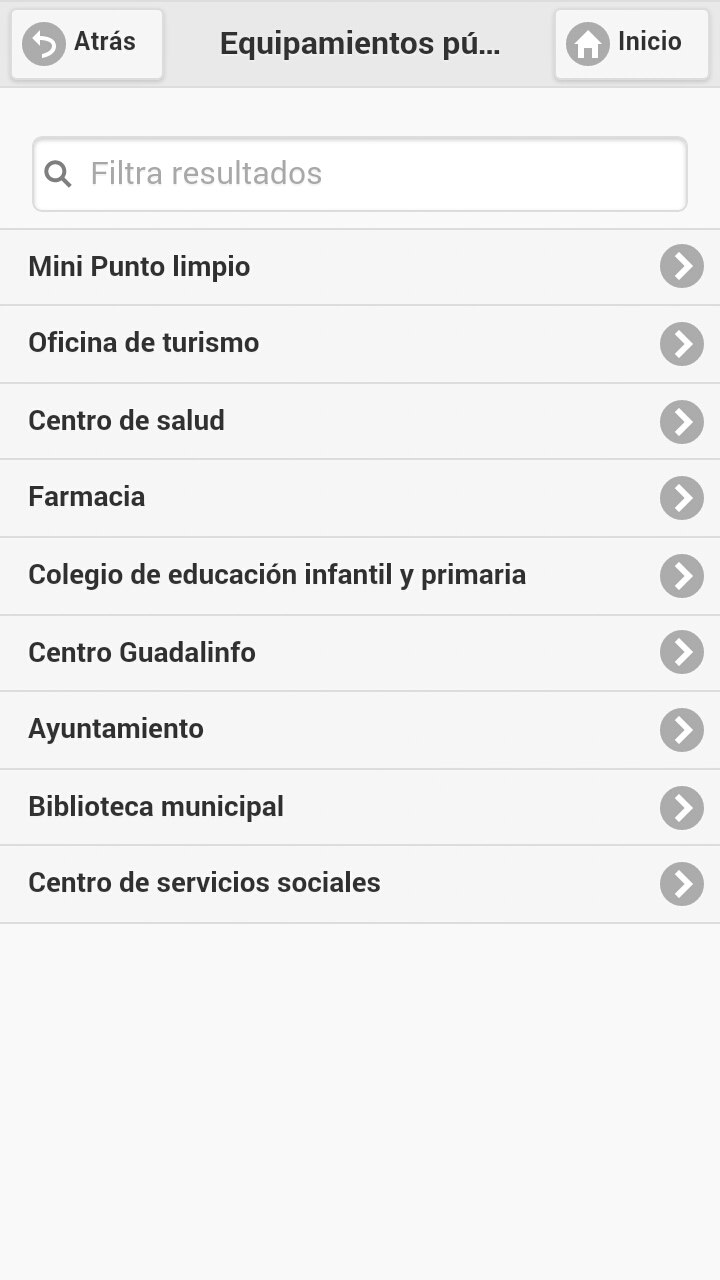 Atrás
Equipamientos pú...
Inicio
Filtra resultados
Mini Punto limpio
Oficina de turismo
Centro de salud
Farmacia
Colegio de educación infantil y primaria
Centro Guadalinfo
Ayuntamiento
Biblioteca municipal
Centro de servicios sociales